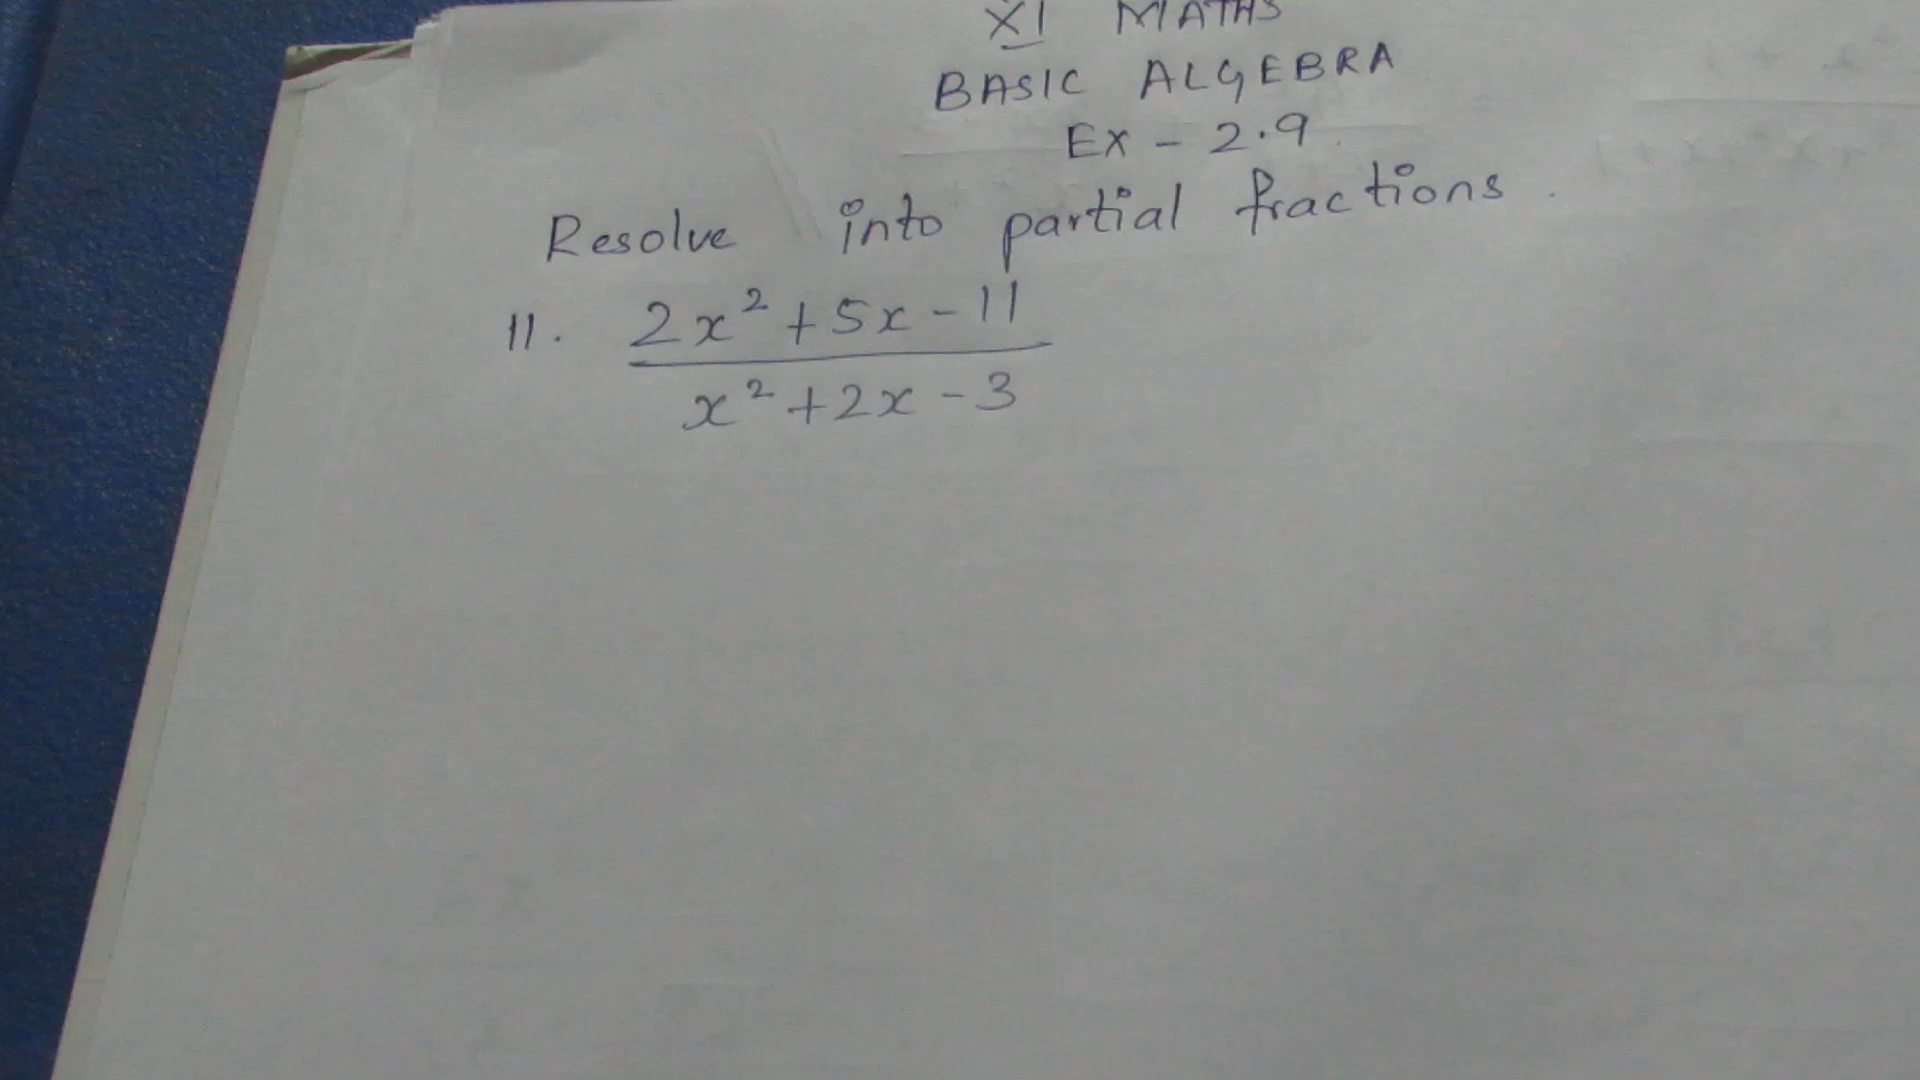 XI MATHS
BASIC ALGEBRA
EX - 2.9
Resolve into partial fractions.
11. 2x² + 5x - 11
x² + 2x - 3